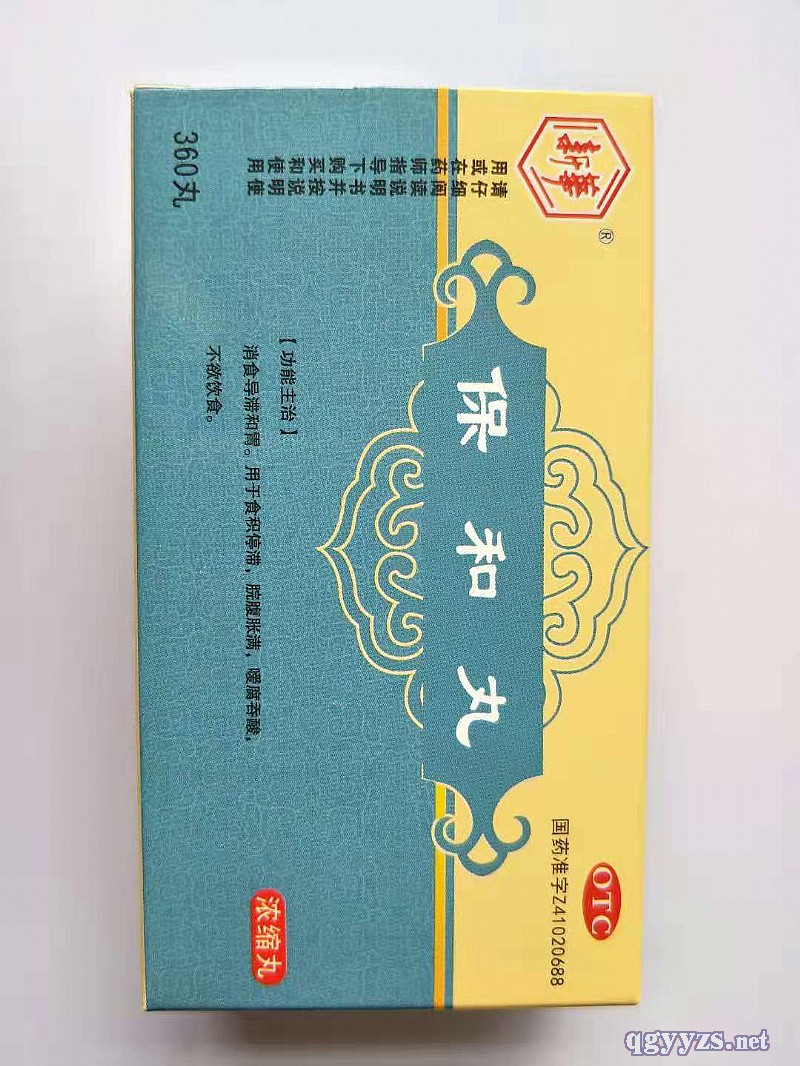 ®
OTC
国药准字Z41020688
保和丸
请仔细阅读说明书并按说明使
用或在药师指导下购买和使用
【功能主治】
消食导滞和胃。用于食积停滞，脘腹胀满，嗳腐吞酸，
不欲饮食。
浓缩丸
360丸
qgyyzs.net